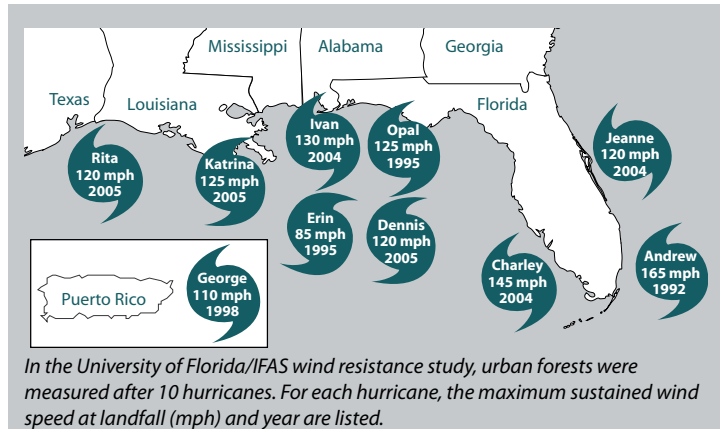 Mississippi
Alabama
Georgia
Texas
Louisiana
Florida
Rita
120 mph
2005
Katrina
125 mph
2005
Ivan
130 mph
2004
Opal
125 mph
1995
Jeanne
120 mph
2004
Erin
85 mph
1995
Dennis
120 mph
2005
Charley
145 mph
2004
Andrew
165 mph
1992
Puerto Rico
George
110 mph
1998
In the University of Florida/IFAS wind resistance study, urban forests were
measured after 10 hurricanes. For each hurricane, the maximum sustained wind
speed at landfall (mph) and year are listed.